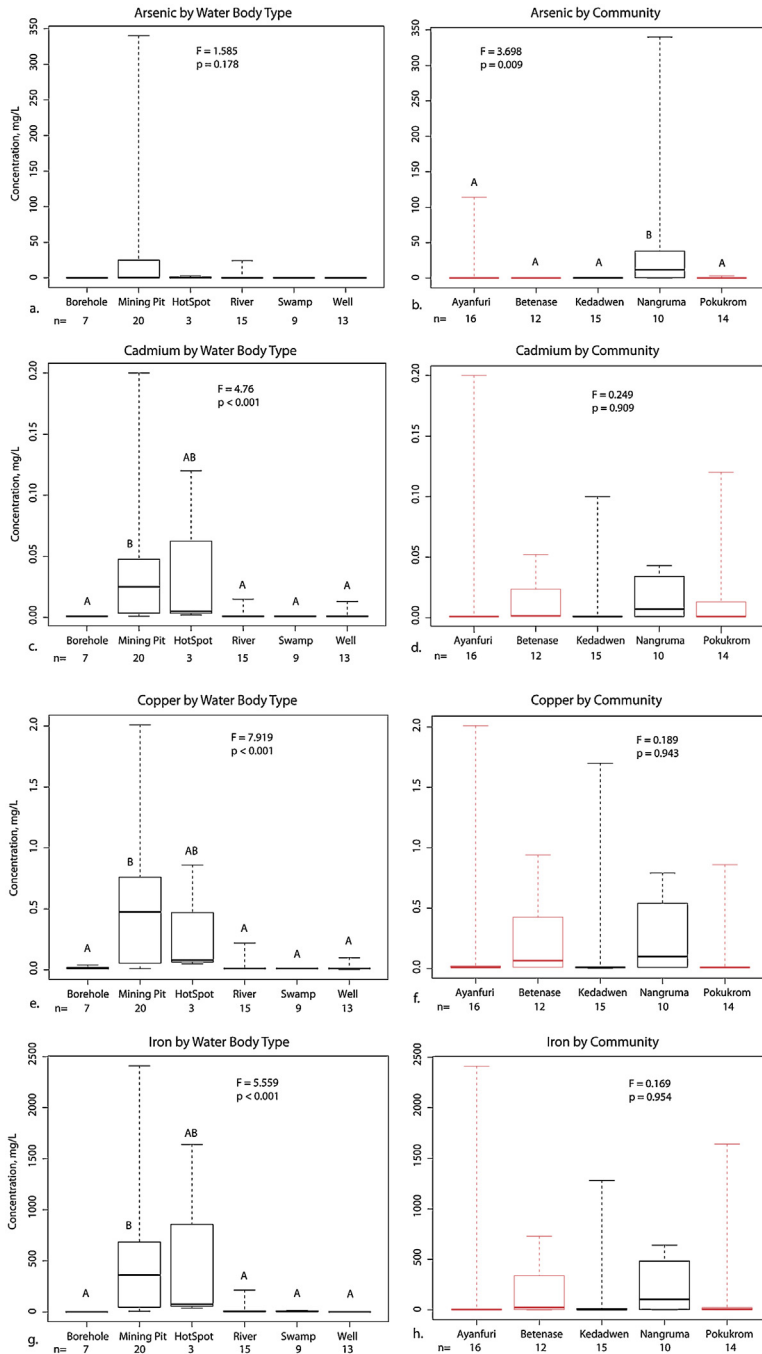 Arsenic by Water Body Type
Concentration, mg/L
350
300
250
200
150
100
50
0
F = 1.585
p = 0.178
Borehole Mining Pit HotSpot River Swamp Well
a.
n= 7 20 3 15 9 13
Arsenic by Community
350
300
250
200
150
100
50
0
F = 3.698
p = 0.009
A A A B A
Ayanfuri Betenase Kedadwen Nangruma Pokukrom
b.
n= 16 12 15 10 14
Cadmium by Water Body Type
Concentration, mg/L
0.20
0.15
0.10
0.05
0.00
F = 4.76
p < 0.001
A B AB A A A
Borehole Mining Pit HotSpot River Swamp Well
c.
n= 7 20 3 15 9 13
Cadmium by Community
0.20
0.15
0.10
0.05
0.00
F = 0.249
p = 0.909
Ayanfuri Betenase Kedadwen Nangruma Pokukrom
d.
n= 16 12 15 10 14
Copper by Water Body Type
Concentration, mg/L
2.0
1.5
1.0
0.5
0.0
F = 7.919
p < 0.001
A B AB A A A
Borehole Mining Pit HotSpot River Swamp Well
e.
n= 7 20 3 15 9 13
Copper by Community
2.0
1.5
1.0
0.5
0.0
F = 0.189
p = 0.943
Ayanfuri Betenase Kedadwen Nangruma Pokukrom
f.
n= 16 12 15 10 14
Iron by Water Body Type
Concentration, mg/L
2500
2000
1500
1000
500
0
F = 5.559
p < 0.001
A B AB A A A
Borehole Mining Pit HotSpot River Swamp Well
g.
n= 7 20 3 15 9 13
Iron by Community
2500
2000
1500
1000
500
0
F = 0.169
p = 0.954
Ayanfuri Betenase Kedadwen Nangruma Pokukrom
h.
n= 16 12 15 10 14